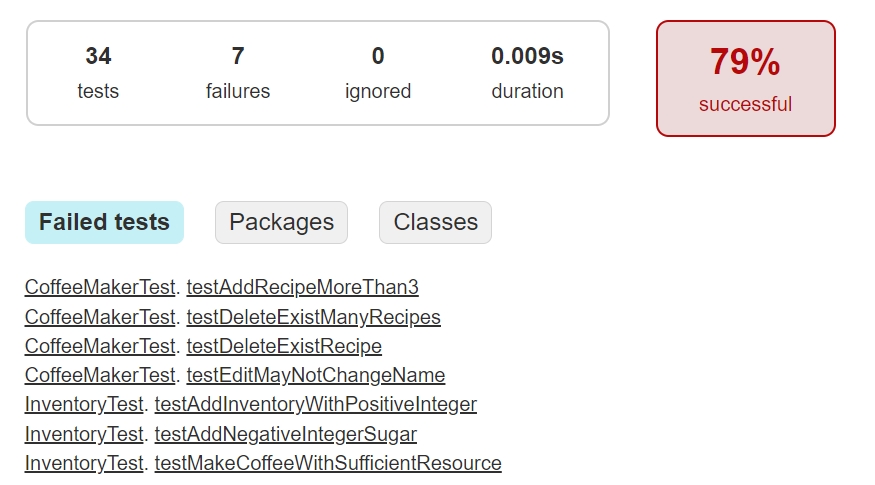 34 7 0 0.009s
tests failures ignored duration
79%
successful
Failed tests Packages Classes
CoffeeMakerTest. testAddRecipeMoreThan3
CoffeeMakerTest. testDeleteExistManyRecipes
CoffeeMakerTest. testDeleteExistRecipe
CoffeeMakerTest. testEditMayNotChangeName
InventoryTest. testAddInventoryWithPositiveInteger
InventoryTest. testAddNegativeIntegerSugar
InventoryTest. testMakeCoffeeWithSufficientResource